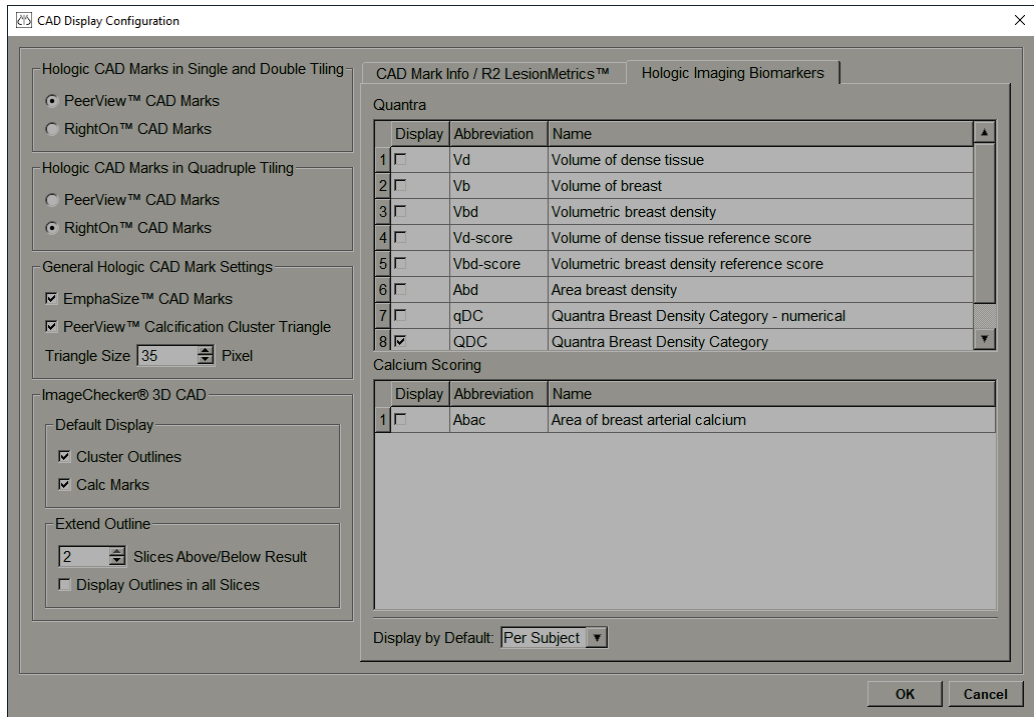 CAD Display Configuration
Hologic CAD Marks in Single and Double Tiling
PeerView™ CAD Marks
RightOn™ CAD Marks
Hologic CAD Marks in Quadruple Tiling
PeerView™ CAD Marks
RightOn™ CAD Marks
General Hologic CAD Mark Settings
EmphaSize™ CAD Marks
PeerView™ Calcification Cluster Triangle
Triangle Size 35 Pixel
ImageChecker® 3D CAD
Default Display
Cluster Outlines
Calc Marks
Extend Outline
2 Slices Above/Below Result
Display Outlines in all Slices
CAD Mark Info / R2 LesionMetrics™ Hologic Imaging Biomarkers
Quantra
Display Abbreviation Name
1 Vd Volume of dense tissue
2 Vb Volume of breast
3 Vbd Volumetric breast density
4 Vd-score Volume of dense tissue reference score
5 Vbd-score Volumetric breast density reference score
6 Abd Area breast density
7 qDC Quantra Breast Density Category - numerical
8 QDC Quantra Breast Density Category
Calcium Scoring
Display Abbreviation Name
1 Abac Area of breast arterial calcium
Display by Default: Per Subject
OK Cancel